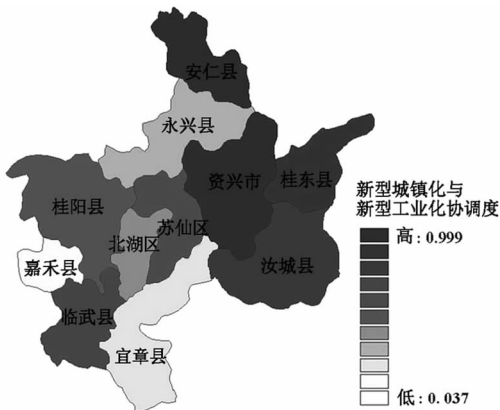 安仁县
永兴县
资兴市
桂东县
桂阳县
苏仙区
北湖区
嘉禾县
汝城县
临武县
宜章县
新型城镇化与
新型工业化协调度
高: 0.999
低: 0.037